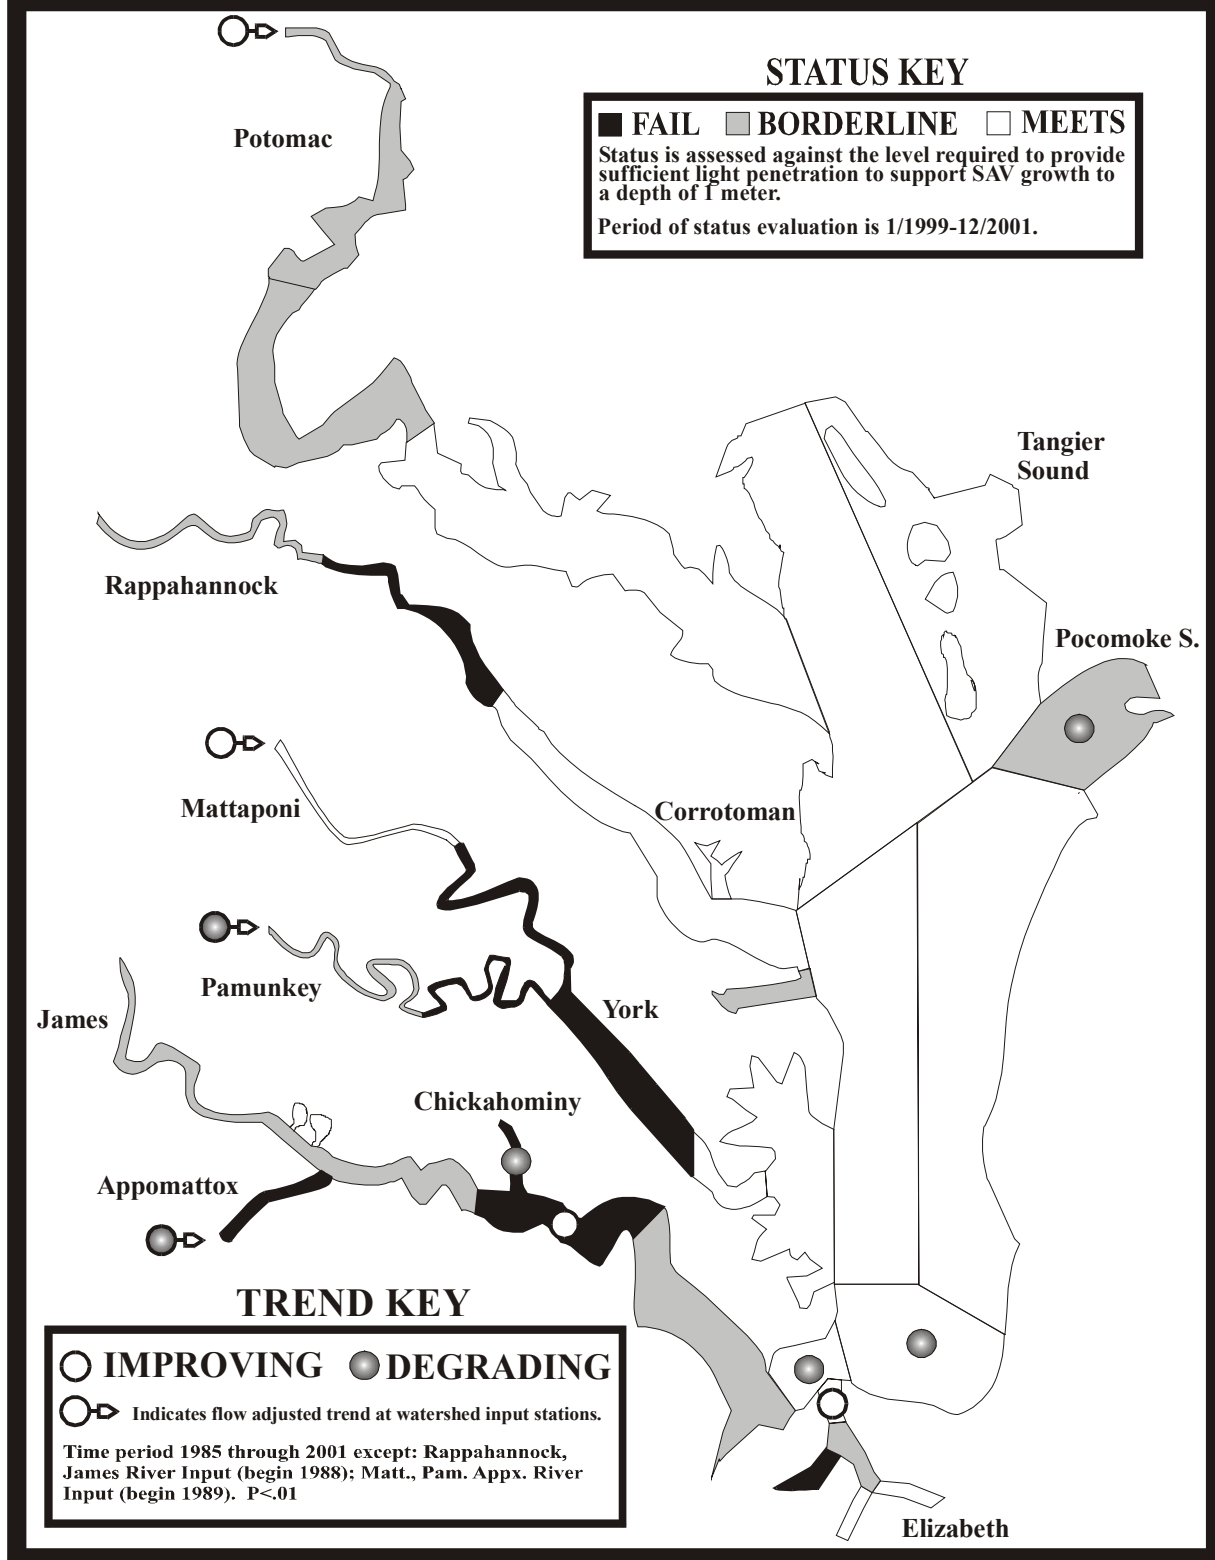 STATUS KEY
FAIL BORDERLINE MEETS
Status is assessed against the level required to provide
sufficient light penetration to support SAV growth to
a depth of 1 meter.
Period of status evaluation is 1/1999-12/2001.
Potomac
Tangier
Sound
Rappahannock
Pocomoke S.
Mattaponi
Corrotoman
Pamunkey
York
James
Chickahominy
Appomattox
TREND KEY
IMPROVING DEGRADING
Indicates flow adjusted trend at watershed input stations.
Time period 1985 through 2001 except: Rappahannock,
James River Input (begin 1988); Matt., Pam. Appx. River
Input (begin 1989). P<.01
Elizabeth